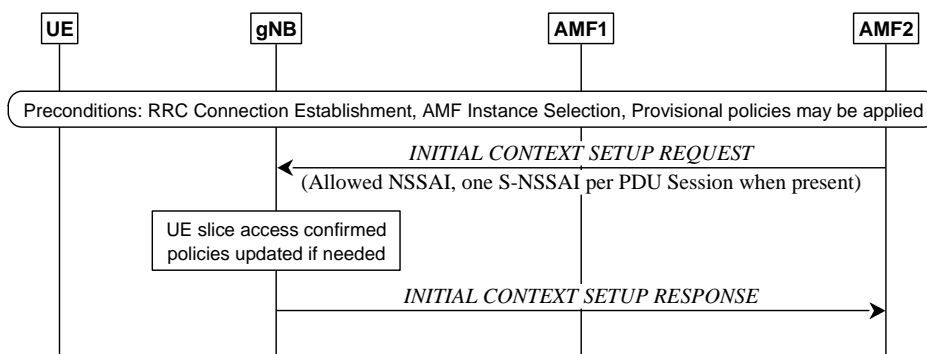 UE gNB AMF1 AMF2
Preconditions: RRC Connection Establishment, AMF Instance Selection, Provisional policies may be applied
INITIAL CONTEXT SETUP REQUEST
(Allowed NSSAI, one S-NSSAI per PDU Session when present)
UE slice access confirmed
policies updated if needed
INITIAL CONTEXT SETUP RESPONSE